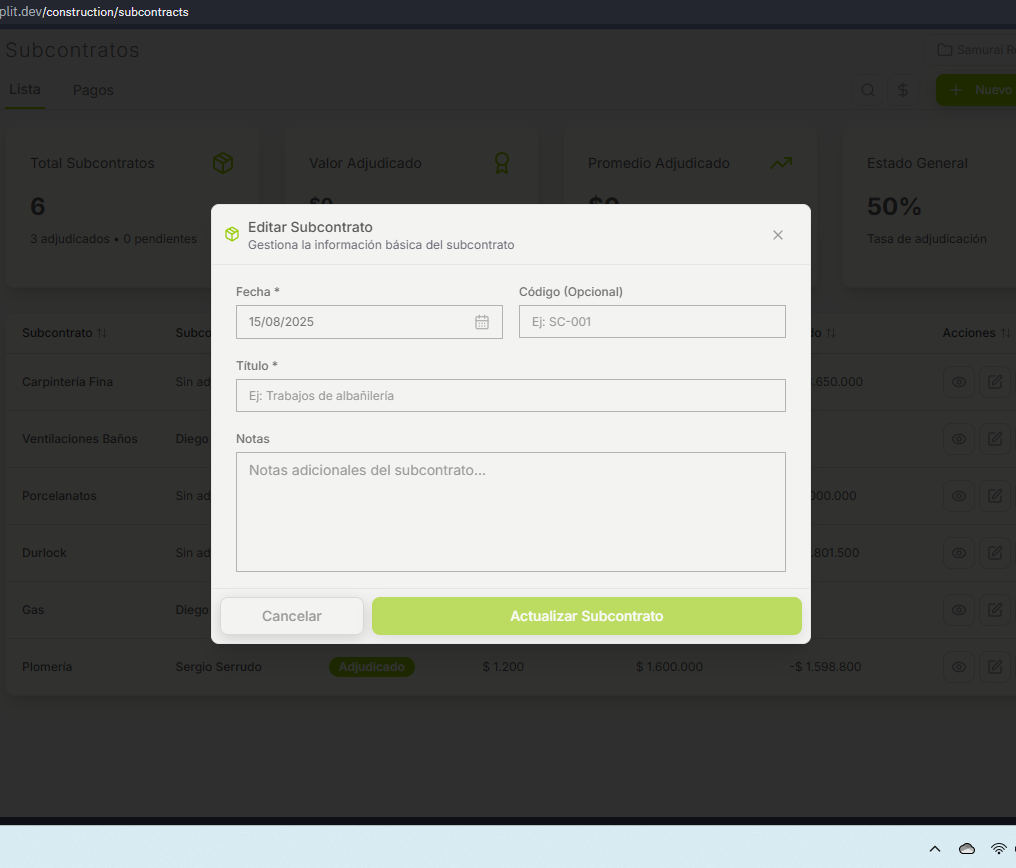 plit.dev/construction/subcontracts
Subcontratos
Samurai R
Lista
Pagos
Nuevo
Total Subcontratos
Valor Adjudicado
Promedio Adjudicado
Estado General
6
$0
$0
50%
3 adjudicados • 0 pendientes
Tasa de adjudicación
Editar Subcontrato
Gestiona la información básica del subcontrato
Fecha *
Código (Opcional)
15/08/2025
Ej: SC-001
Título *
Ej: Trabajos de albañilería
Notas
Notas adicionales del subcontrato...
Cancelar
Actualizar Subcontrato
Subcontrato
Subco
do
Acciones
Carpintería Fina
Sin ad
.650.000
Ventilaciones Baños
Diego
Porcelanatos
Sin ad
000.000
Durlock
Sin ad
.801.500
Gas
Diego
Plomería
Sergio Serrudo
Adjudicado
$ 1.200
$ 1.600.000
-$ 1.598.800